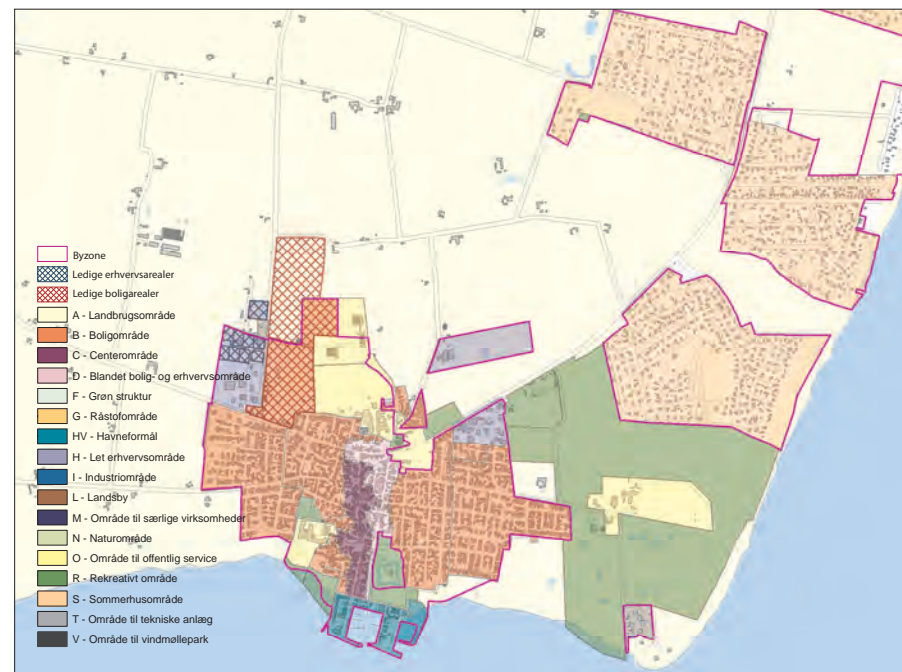 Byzone
Ledige erhvervsarealer
Ledige boligarealer
A - Landbrugsområde
B - Boligområde
C - Centerområde
D - Blandet bolig- og erhvervsområde
F - Grøn struktur
G - Råstofområde
HV - Havneformål
H - Let erhvervsområde
I - Industriområde
L - Landsby
M - Område til særlige virksomheder
N - Naturområde
O - Område til offentlig service
R - Rekreativt område
S - Sommerhusområde
T - Område til tekniske anlæg
V - Område til vindmøllepark